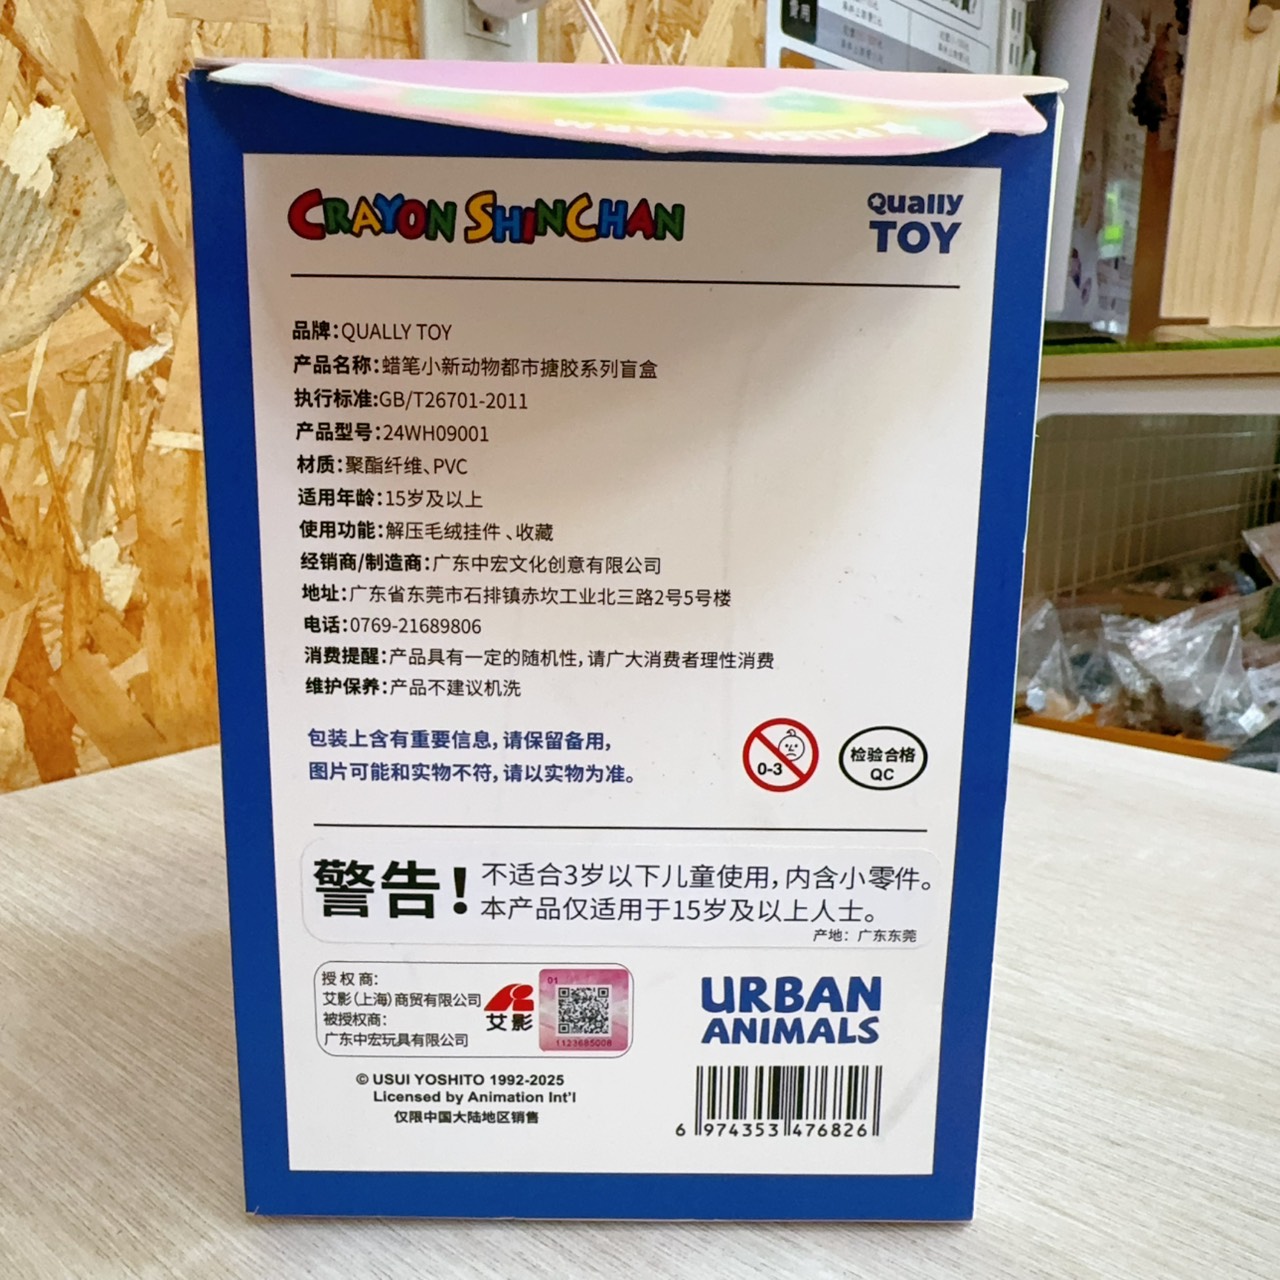 PLUSH CHARM
CRAYON SHINCHAN
Qually
TOY
品牌:QUALLY TOY
产品名称:蜡笔小新动物都市搪胶系列盲盒
执行标准:GB/T26701-2011
产品型号:24WH09001
材质:聚酯纤维、PVC
适用年龄:15岁及以上
使用功能:解压毛绒挂件、收藏
经销商/制造商:广东中宏文化创意有限公司
地址:广东省东莞市石排镇赤坎工业北三路2号5号楼
电话:0769-21689806
消费提醒:产品具有一定的随机性,请广大消费者理性消费
维护保养:产品不建议机洗
包装上含有重要信息,请保留备用,
图片可能和实物不符,请以实物为准。
0-3
检验合格
QC
警告!
不适合3岁以下儿童使用,内含小零件。
本产品仅适用于15岁及以上人士。
产地：广东东莞
授权商:
艾影(上海)商贸有限公司
被授权商:
广东中宏玩具有限公司
艾影
01
1123685008
URBAN
ANIMALS
© USUI YOSHITO 1992-2025
Licensed by Animation Int'l
仅限中国大陆地区销售
6 974353 476826